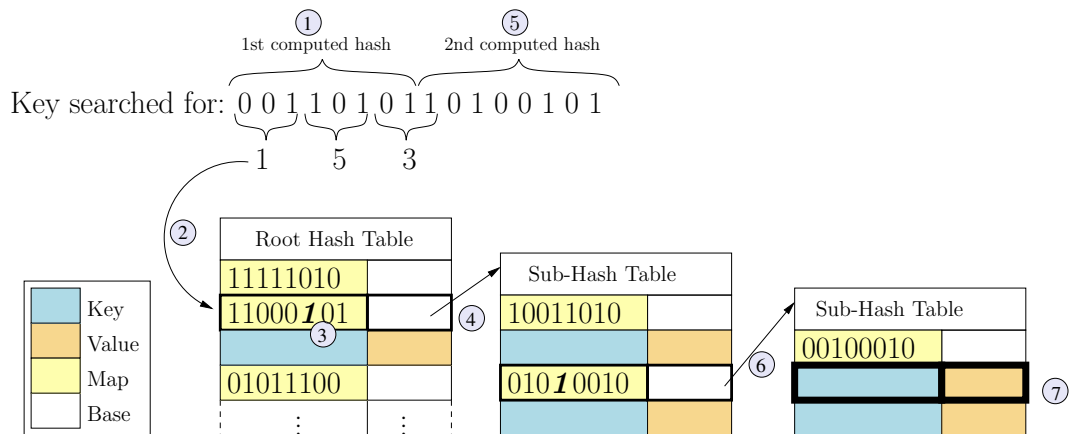 1 5
1st computed hash 2nd computed hash
Key searched for: 0 0 1 1 0 1 0 1 1 0 1 0 0 1 0 1
1 5 3
2
Root Hash Table
11111010
11000101
3
01011100
⋮ ⋮
4
Sub-Hash Table
10011010
01010010
6
Sub-Hash Table
00100010
7
Key
Value
Map
Base